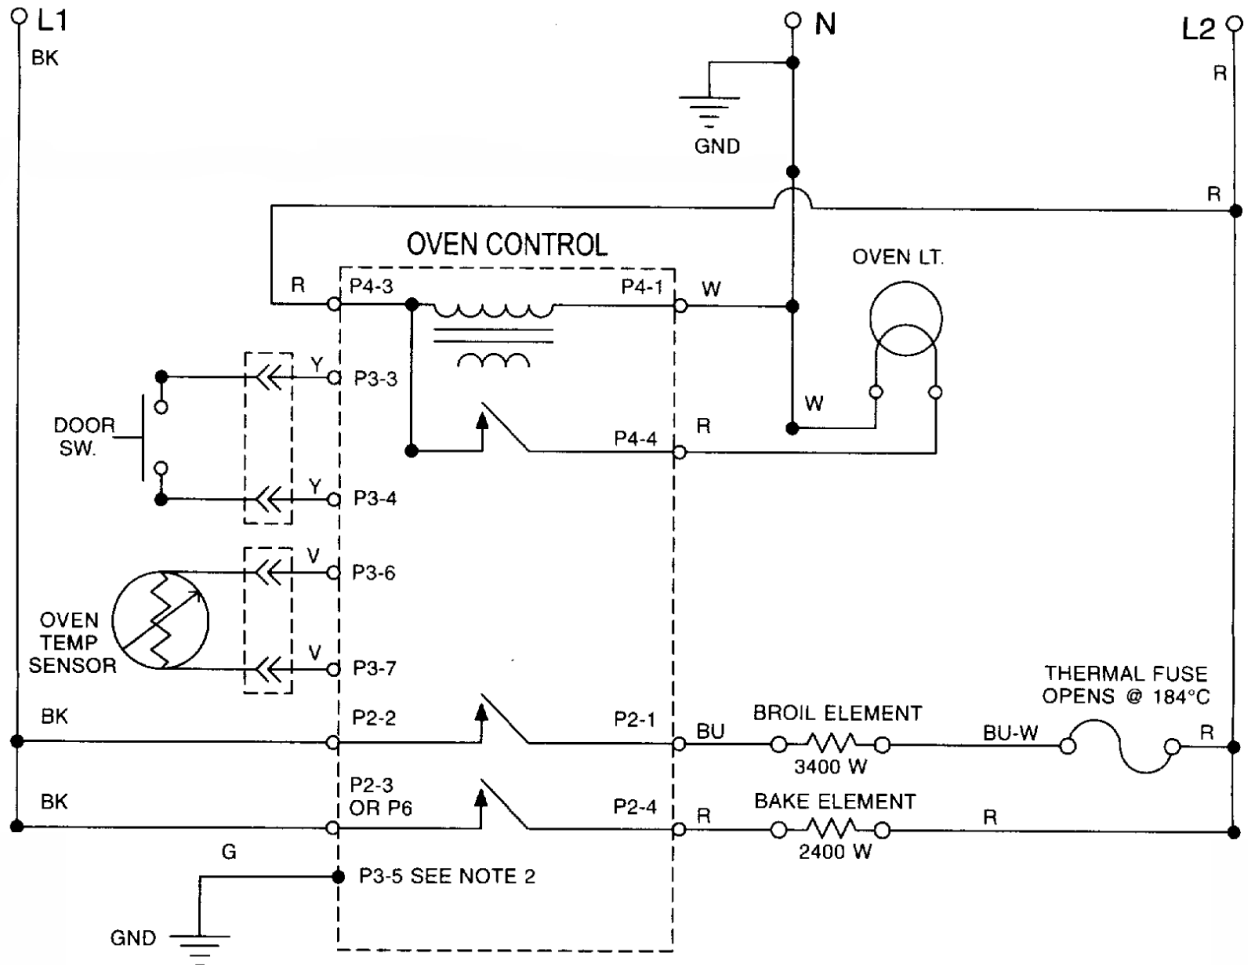 L1
N
L2
BK
R
GND
R
OVEN CONTROL
OVEN LT.
R
P4-3
P4-1
W
Y
P3-3
W
DOOR
SW.
P4-4
R
Y
P3-4
V
P3-6
OVEN
TEMP
SENSOR
V
P3-7
THERMAL FUSE
OPENS @ 184°C
BK
P2-2
P2-1
BU
BROIL ELEMENT
3400 W
BU-W
R
BK
P2-3
OR P6
P2-4
R
BAKE ELEMENT
2400 W
R
G
P3-5 SEE NOTE 2
GND